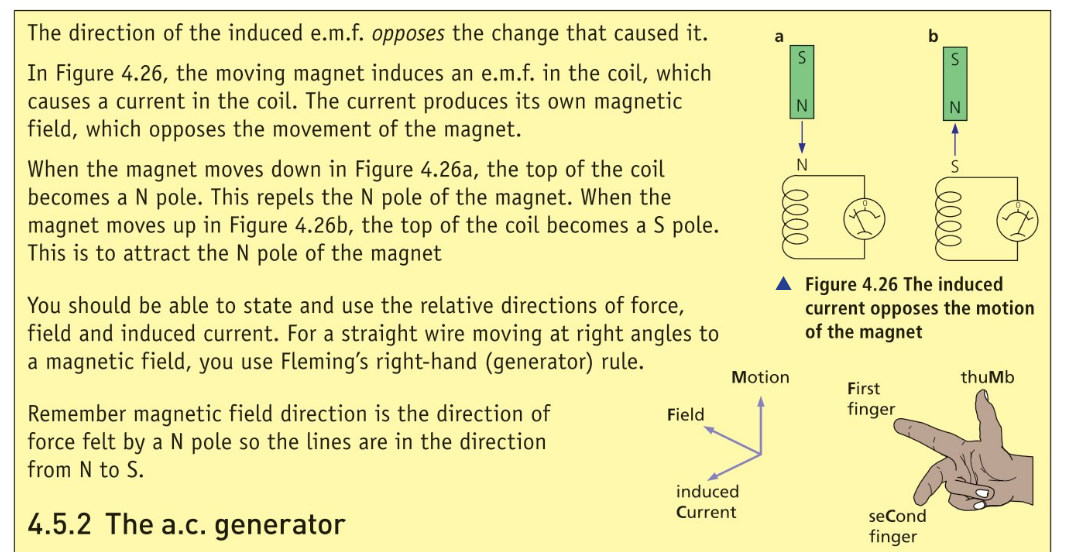 The direction of the induced e.m.f. opposes the change that caused it.
In Figure 4.26, the moving magnet induces an e.m.f. in the coil, which
causes a current in the coil. The current produces its own magnetic
field, which opposes the movement of the magnet.
When the magnet moves down in Figure 4.26a, the top of the coil
becomes a N pole. This repels the N pole of the magnet. When the
magnet moves up in Figure 4.26b, the top of the coil becomes a S pole.
This is to attract the N pole of the magnet
a
S
N
N
0
b
S
N
S
0
▲ Figure 4.26 The induced
current opposes the motion
of the magnet
You should be able to state and use the relative directions of force,
field and induced current. For a straight wire moving at right angles to
a magnetic field, you use Fleming's right-hand (generator) rule.
Remember magnetic field direction is the direction of
force felt by a N pole so the lines are in the direction
from N to S.
Motion
Field
induced
Current
First
finger
thuMb
seCond
finger
4.5.2 The a.c. generator